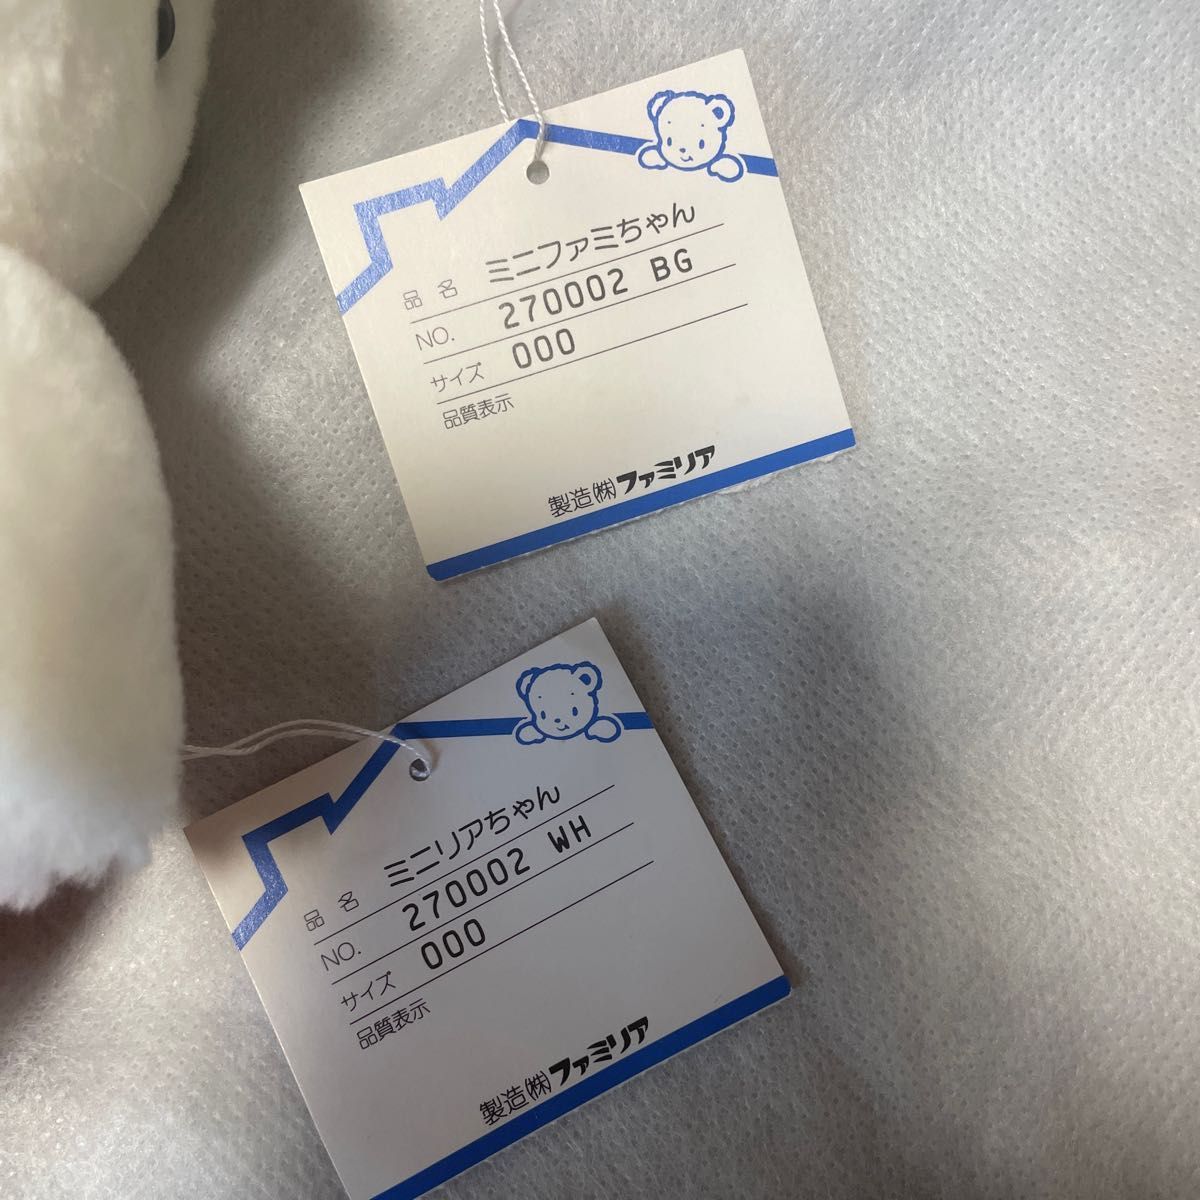 品名 ミニファミちゃん
NO. 270002 BG
サイズ 000
品質表示
製造㈱ファミリア
品名 ミニリアちゃん
NO. 270002 WH
サイズ 000
品質表示
製造㈱ファミリア